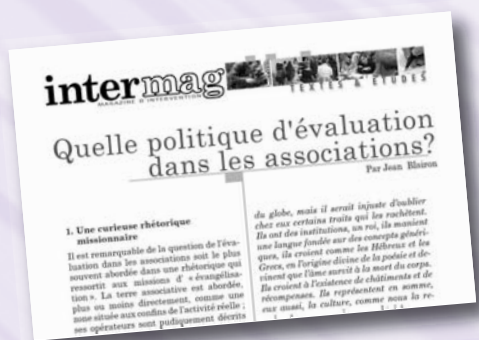 intermag
MAGAZINE D'INTERVENTION
TEXTES & ÉTUDES
Quelle politique d'évaluation
dans les associations?
Par Jean Blairon
1. Une curieuse rhétorique
missionnaire
Il est remarquable de la question de l'éva-
luation dans les associations soit le plus
souvent abordée dans une rhétorique qui
ressortit aux missions d' « évangélisa-
tion ». La terre associative est abordée,
plus ou moins directement, comme une
zone située aux confins de l'activité réelle ;
ses opérateurs sont pudiquement décrits
du globe, mais il serait injuste d'oublier
chez eux certains traits qui les rachètent.
Ils ont des institutions, un roi, ils manient
une langue fondée sur des concepts généri-
ques, ils croient comme les Hébreux et les
Grecs, en l'origine divine de la poésie et de-
vinent que l'âme survit à la mort du corps.
Ils croient à l'existence de châtiments et de
récompenses. Ils représentent en somme,
eux aussi, la culture, comme nous la re-